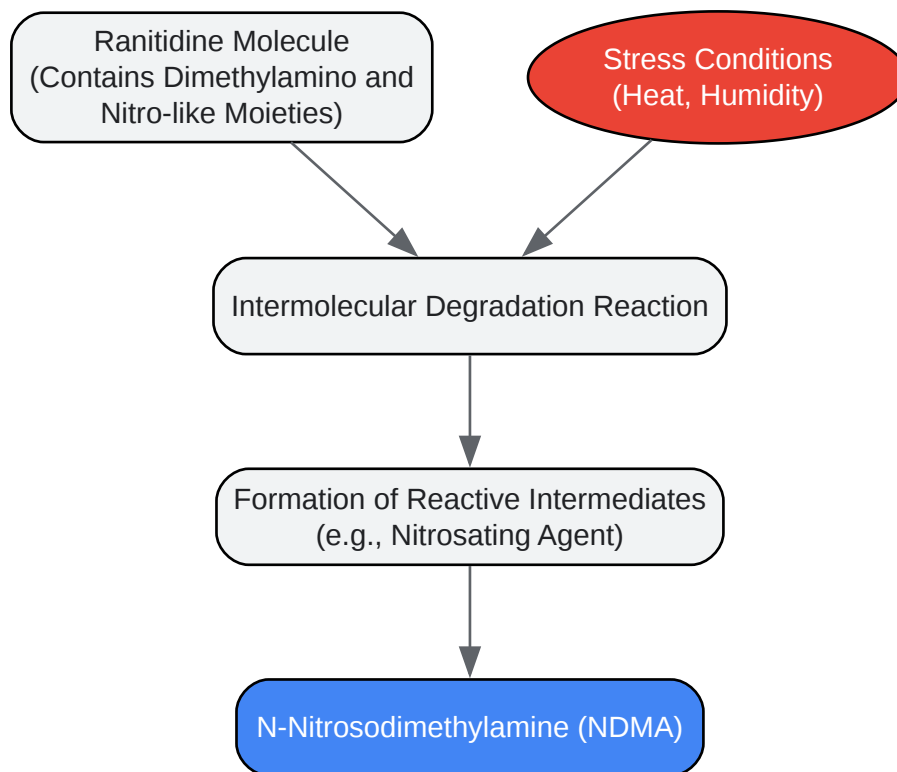 Ranitidine Molecule
(Contains Dimethylamino and
Nitro-like Moieties)
Stress Conditions
(Heat, Humidity)
Intermolecular Degradation Reaction
Formation of Reactive Intermediates
(e.g., Nitrosating Agent)
N-Nitrosodimethylamine (NDMA)